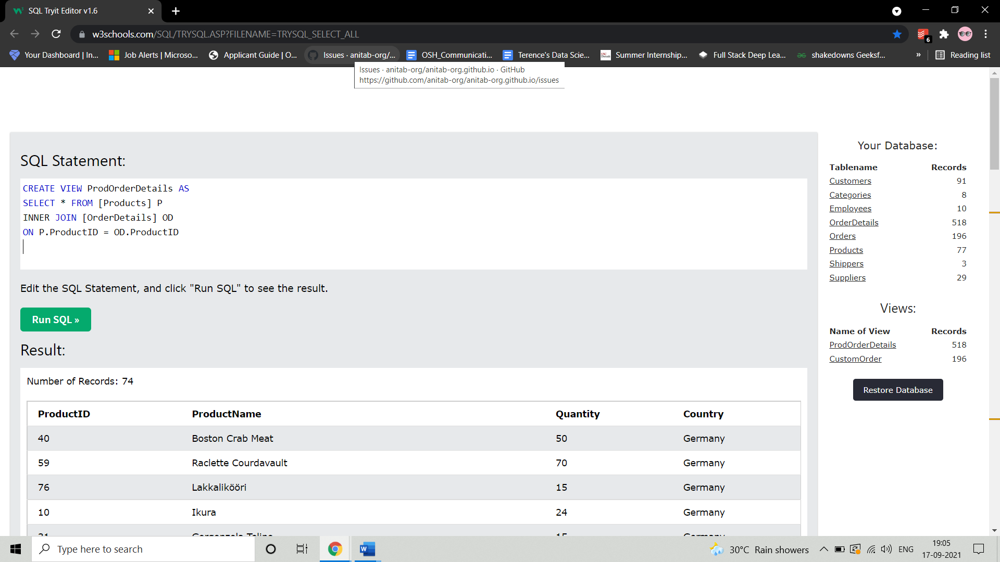 SQL Tryit Editor v1.6
w3schools.com/SQL/TRYSQL.ASP?FILENAME=TRYSQL_SELECT_ALL
6
Your Dashboard | In...
Job Alerts | Microso...
Applicant Guide | O...
Issues · anitab-org/...
OSH_Communicati...
Terence's Data Scie...
Summer Internship...
Full Stack Deep Lea...
shakedowns Geeksf...
»
Reading list
Issues · anitab-org/anitab-org.github.io · GitHub
https://github.com/anitab-org/anitab-org.github.io/issues
SQL Statement:
CREATE VIEW ProdOrderDetails AS
SELECT * FROM [Products] P
INNER JOIN [OrderDetails] OD
ON P.ProductID = OD.ProductID
Edit the SQL Statement, and click "Run SQL" to see the result.
Run SQL »
Result:
Number of Records: 74
ProductID ProductName Quantity Country
40 Boston Crab Meat 50 Germany
59 Raclette Courdavault 70 Germany
76 Lakkalikööri 15 Germany
10 Ikura 24 Germany
31 Gorgonzola Telino 15 Germany
Your Database:
Tablename Records
Customers 91
Categories 8
Employees 10
OrderDetails 518
Orders 196
Products 77
Shippers 3
Suppliers 29
Views:
Name of View Records
ProdOrderDetails 518
CustomOrder 196
Restore Database
Type here to search
30°C Rain showers
ENG
19:05
17-09-2021